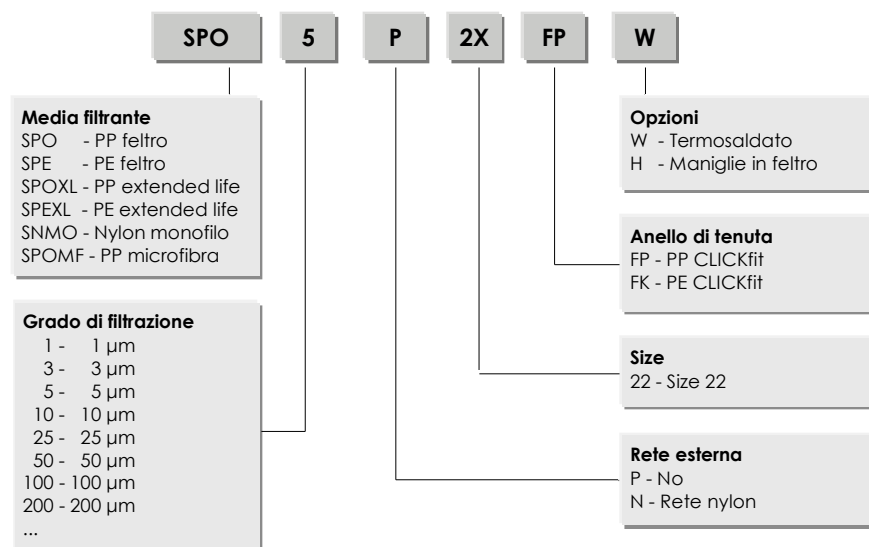 SPO 5 P 2X FP W
Media filtrante
SPO - PP feltro
SPE - PE feltro
SPOXL - PP extended life
SPEXL - PE extended life
SNMO - Nylon monofilo
SPOMF - PP microfibra
Grado di filtrazione
1 - 1 µm
3 - 3 µm
5 - 5 µm
10 - 10 µm
25 - 25 µm
50 - 50 µm
100 - 100 µm
200 - 200 µm
...
Opzioni
W - Termosaldato
H - Maniglie in feltro
Anello di tenuta
FP - PP CLICKfit
FK - PE CLICKfit
Size
22 - Size 22
Rete esterna
P - No
N - Rete nylon